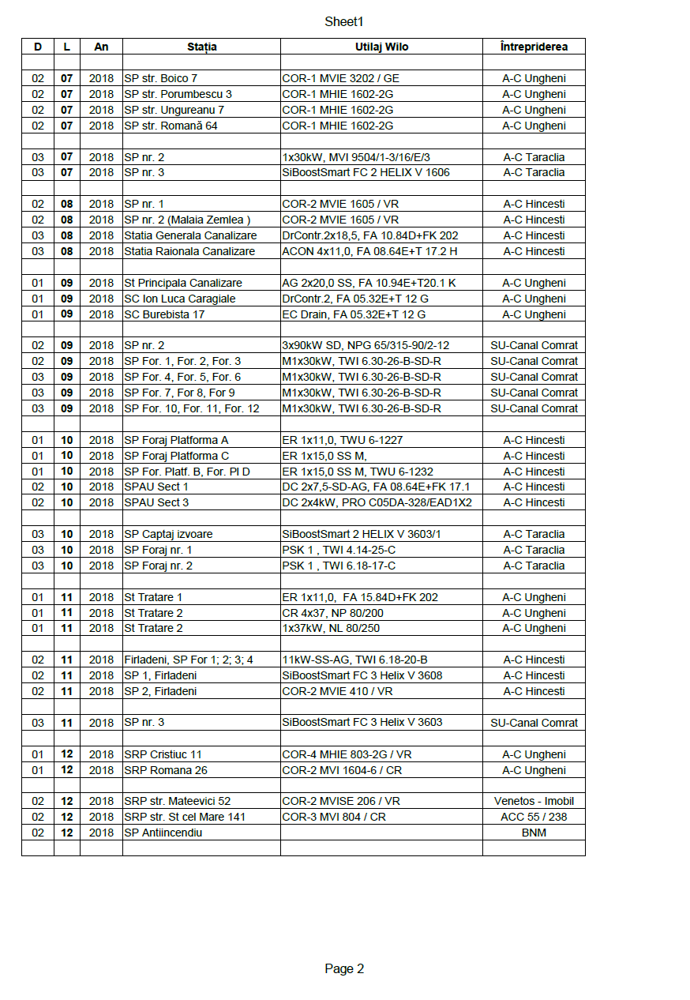 Sheet1
D L An Stația Utilaj Wilo Întrepriderea
02 07 2018 SP str. Boico 7 COR-1 MVIE 3202 / GE A-C Ungheni
02 07 2018 SP str. Porumbescu 3 COR-1 MHIE 1602-2G A-C Ungheni
02 07 2018 SP str. Ungureanu 7 COR-1 MHIE 1602-2G A-C Ungheni
02 07 2018 SP str. Romană 64 COR-1 MHIE 1602-2G A-C Ungheni
03 07 2018 SP nr. 2 1x30kW, MVI 9504/1-3/16/E/3 A-C Taraclia
03 07 2018 SP nr. 3 SiBoostSmart FC 2 HELIX V 1606 A-C Taraclia
02 08 2018 SP nr. 1 COR-2 MVIE 1605 / VR A-C Hincesti
02 08 2018 SP nr. 2 (Malaia Zemlea ) COR-2 MVIE 1605 / VR A-C Hincesti
03 08 2018 Statia Generala Canalizare DrContr.2x18,5, FA 10.84D+FK 202 A-C Hincesti
03 08 2018 Statia Raionala Canalizare ACON 4x11,0, FA 08.64E+T 17.2 H A-C Hincesti
01 09 2018 St Principala Canalizare AG 2x20,0 SS, FA 10.94E+T20.1 K A-C Ungheni
01 09 2018 SC Ion Luca Caragiale DrContr.2, FA 05.32E+T 12 G A-C Ungheni
01 09 2018 SC Burebista 17 EC Drain, FA 05.32E+T 12 G A-C Ungheni
02 09 2018 SP nr. 2 3x90kW SD, NPG 65/315-90/2-12 SU-Canal Comrat
02 09 2018 SP For. 1, For. 2, For. 3 M1x30kW, TWI 6.30-26-B-SD-R SU-Canal Comrat
03 09 2018 SP For. 4, For. 5, For. 6 M1x30kW, TWI 6.30-26-B-SD-R SU-Canal Comrat
03 09 2018 SP For. 7, For 8, For 9 M1x30kW, TWI 6.30-26-B-SD-R SU-Canal Comrat
03 09 2018 SP For. 10, For. 11, For. 12 M1x30kW, TWI 6.30-26-B-SD-R SU-Canal Comrat
01 10 2018 SP Foraj Platforma A ER 1x11,0, TWU 6-1227 A-C Hincesti
01 10 2018 SP Foraj Platforma C ER 1x15,0 SS M, A-C Hincesti
01 10 2018 SP For. Platf. B, For. Pl D ER 1x15,0 SS M, TWU 6-1232 A-C Hincesti
02 10 2018 SPAU Sect 1 DC 2x7,5-SD-AG, FA 08.64E+FK 17.1 A-C Hincesti
02 10 2018 SPAU Sect 3 DC 2x4kW, PRO C05DA-328/EAD1X2 A-C Hincesti
03 10 2018 SP Captaj izvoare SiBoostSmart 2 HELIX V 3603/1 A-C Taraclia
03 10 2018 SP Foraj nr. 1 PSK 1 , TWI 4.14-25-C A-C Taraclia
03 10 2018 SP Foraj nr. 2 PSK 1 , TWI 6.18-17-C A-C Taraclia
01 11 2018 St Tratare 1 ER 1x11,0, FA 15.84D+FK 202 A-C Ungheni
01 11 2018 St Tratare 2 CR 4x37, NP 80/200 A-C Ungheni
01 11 2018 St Tratare 2 1x37kW, NL 80/250 A-C Ungheni
02 11 2018 Firladeni, SP For 1; 2; 3; 4 11kW-SS-AG, TWI 6.18-20-B A-C Hincesti
02 11 2018 SP 1, Firladeni SiBoostSmart FC 3 Helix V 3608 A-C Hincesti
02 11 2018 SP 2, Firladeni COR-2 MVIE 410 / VR A-C Hincesti
03 11 2018 SP nr. 3 SiBoostSmart FC 3 Helix V 3603 SU-Canal Comrat
01 12 2018 SRP Cristiuc 11 COR-4 MHIE 803-2G / VR A-C Ungheni
01 12 2018 SRP Romana 26 COR-2 MVI 1604-6 / CR A-C Ungheni
02 12 2018 SRP str. Mateevici 52 COR-2 MVISE 206 / VR Venetos - Imobil
02 12 2018 SRP str. St cel Mare 141 COR-3 MVI 804 / CR ACC 55 / 238
02 12 2018 SP Antiincendiu BNM
Page 2